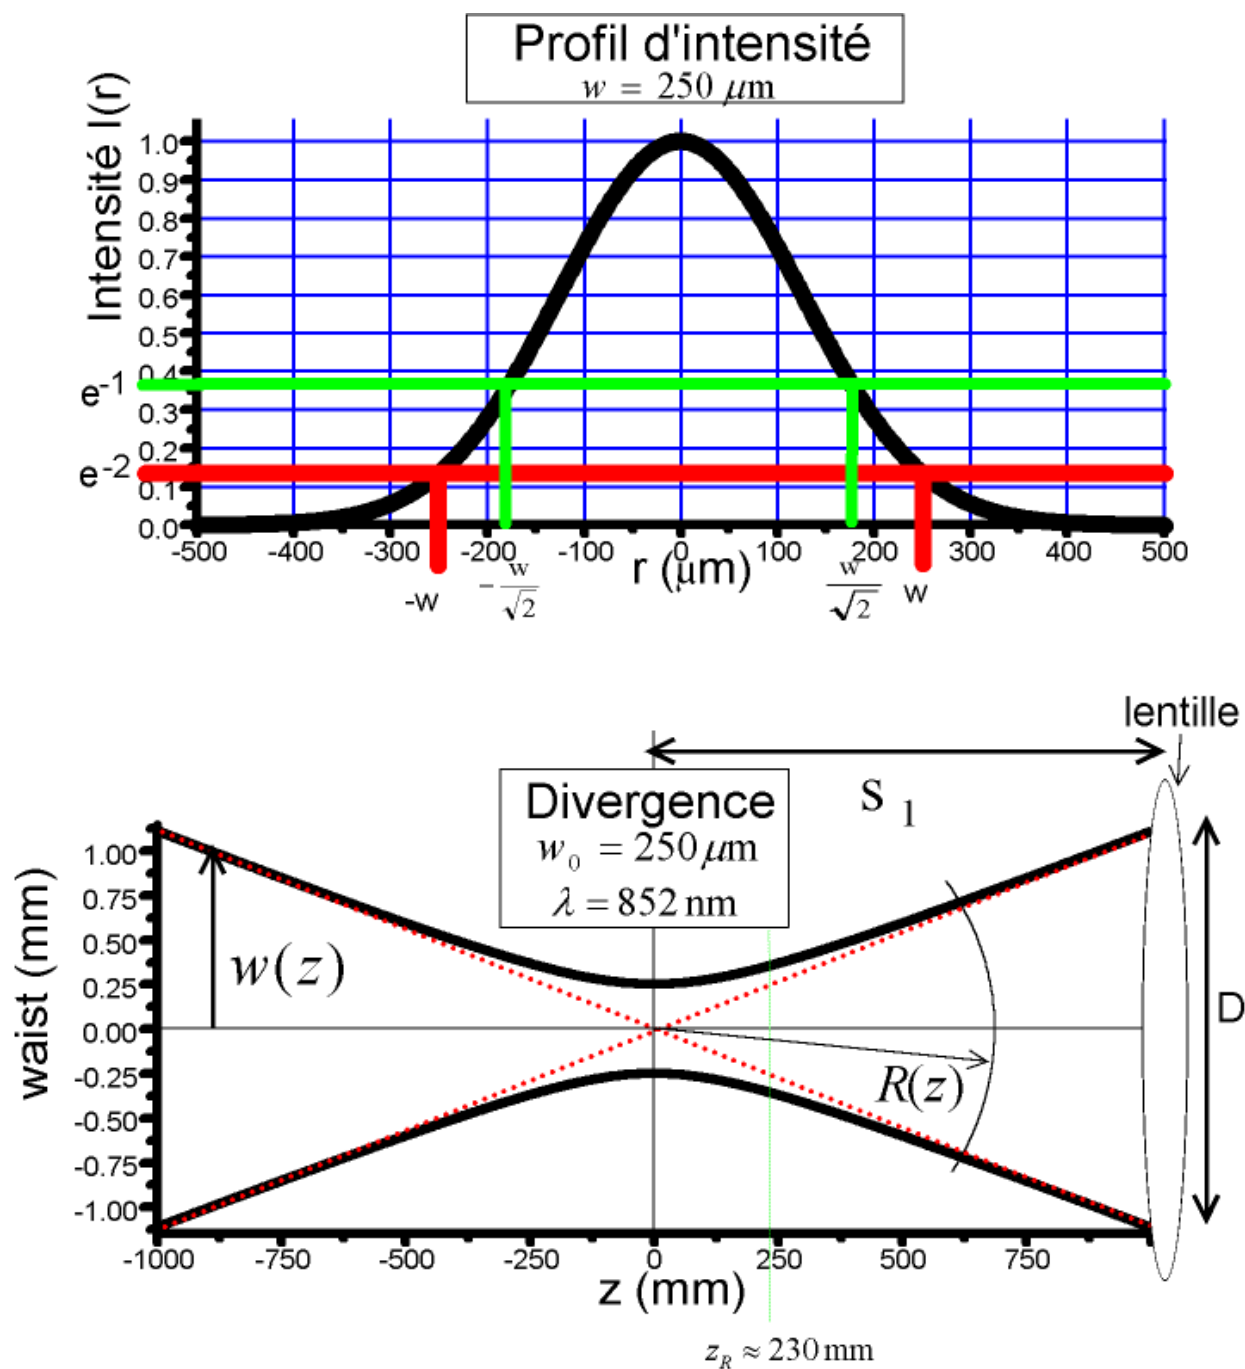 Profil d'intensité
w = 250 μm
Intensité I(r)
1.0
0.9
0.8
0.7
0.6
0.5
0.4
e-1
0.3
0.2
e-2
0.1
0.0
-500 -400 -300 -200 -100 0 100 200 300 400 500
r (μm)
-w
-w/√2
w/√2
w
lentille
S 1
Divergence
w0 = 250 μm
λ = 852 nm
waist (mm)
1.00
0.75
0.50
0.25
0.00
-0.25
-0.50
-0.75
-1.00
w(z)
R(z)
D
-1000 -750 -500 -250 0 250 500 750
z (mm)
zR ≈ 230 mm